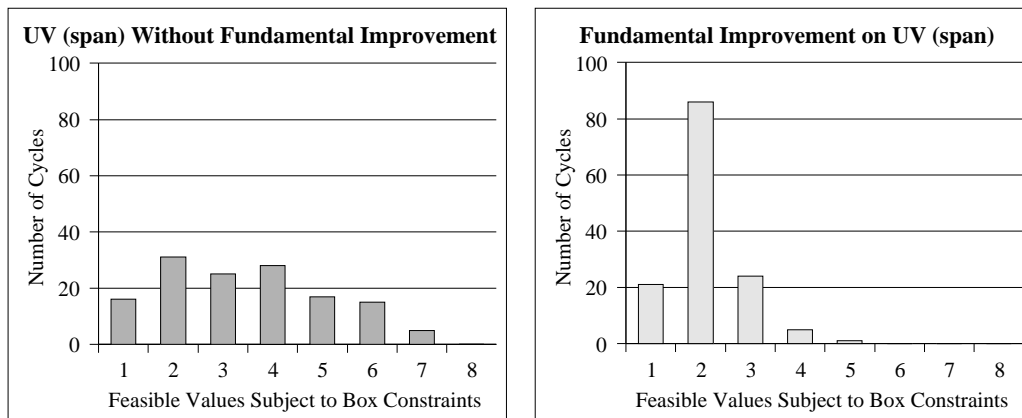 UV (span) Without Fundamental Improvement
100
80
60
40
20
0
Number of Cycles
1 2 3 4 5 6 7 8
Feasible Values Subject to Box Constraints
Fundamental Improvement on UV (span)
100
80
60
40
20
0
Number of Cycles
1 2 3 4 5 6 7 8
Feasible Values Subject to Box Constraints